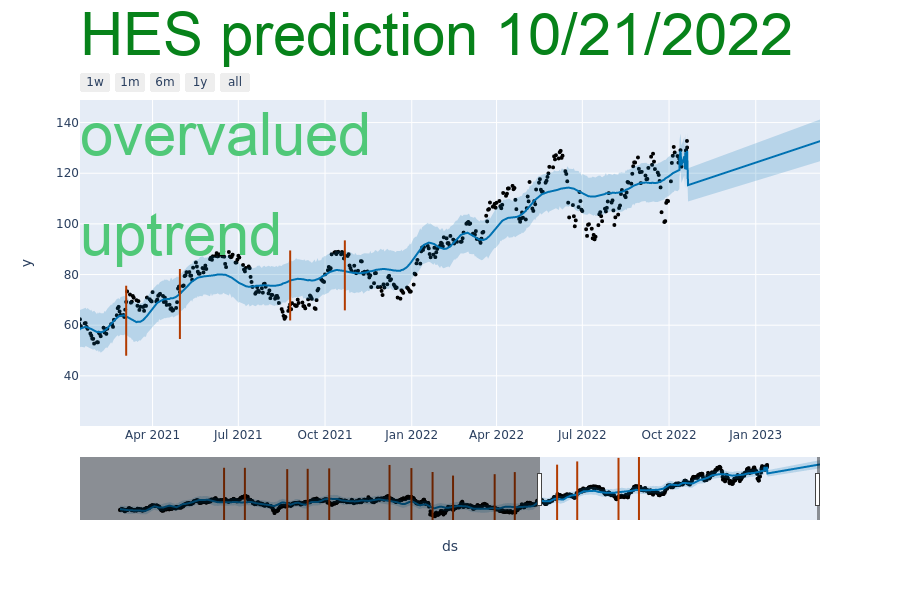 HES prediction 10/21/2022
1w 1m 6m 1y all
overvalued
uptrend
140
120
100
80
60
40
y
Apr 2021 Jul 2021 Oct 2021 Jan 2022 Apr 2022 Jul 2022 Oct 2022 Jan 2023
ds